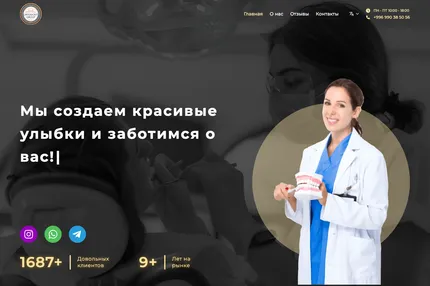 Главная О нас Отзывы Контакты
ПН - ПТ 10:00 - 18:00
+996 990 38 50 56
Мы создаем красивые
улыбки и заботимся о
вас!|
1687+ Довольных
клиентов
9+ Лет на
рынке